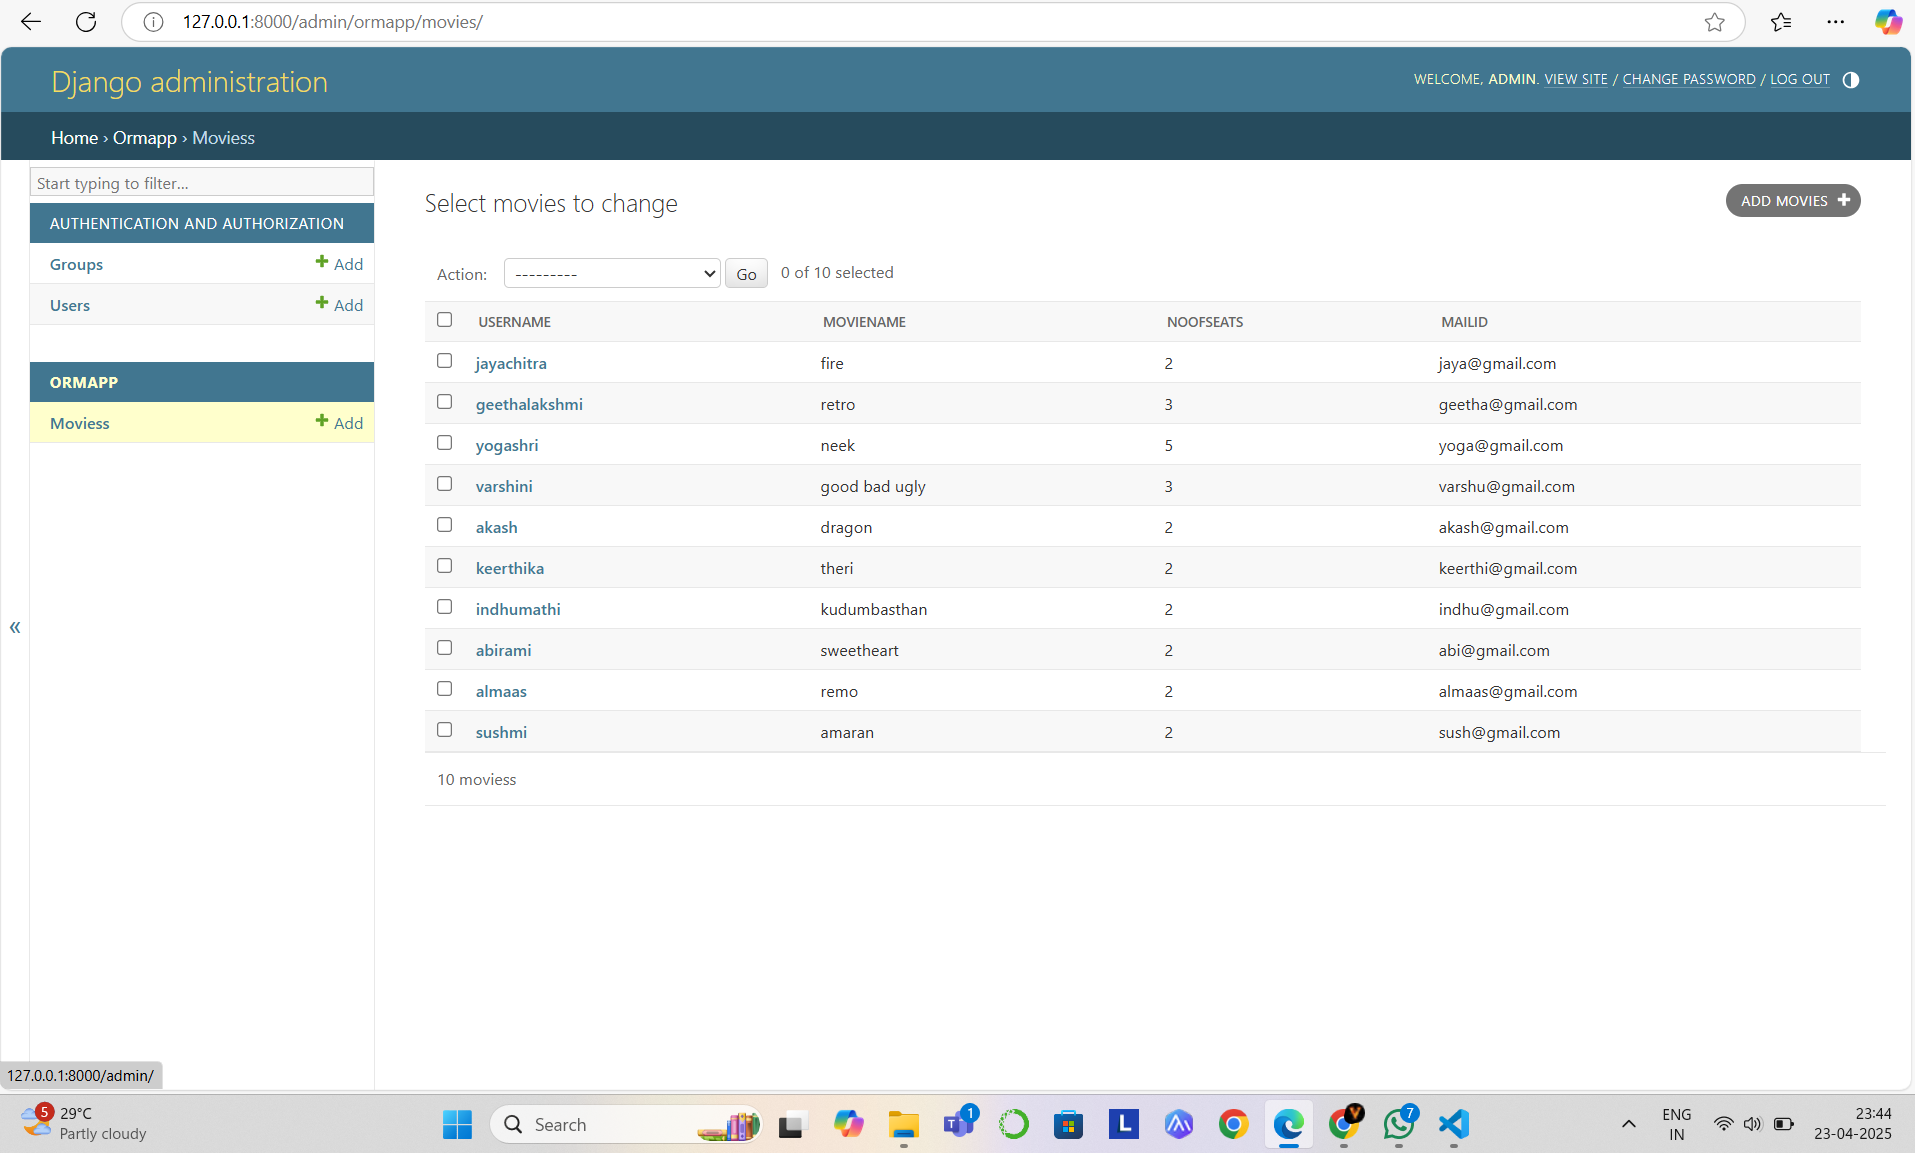 127.0.0.1:8000/admin/ormapp/movies/
Django administration
WELCOME, ADMIN. VIEW SITE / CHANGE PASSWORD / LOG OUT
Home › Ormapp › Moviess
Start typing to filter...
AUTHENTICATION AND AUTHORIZATION
Groups + Add
Users + Add
ORMAPP
Moviess + Add
«
Select movies to change
ADD MOVIES +
Action: --------- Go 0 of 10 selected
USERNAME MOVIENAME NOOFSEATS MAILID
jayachitra fire 2 jaya@gmail.com
geethalakshmi retro 3 geetha@gmail.com
yogashri neek 5 yoga@gmail.com
varshini good bad ugly 3 varshu@gmail.com
akash dragon 2 akash@gmail.com
keerthika theri 2 keerthi@gmail.com
indhumathi kudumbasthan 2 indhu@gmail.com
abirami sweetheart 2 abi@gmail.com
almaas remo 2 almaas@gmail.com
sushmi amaran 2 sush@gmail.com
10 moviess
127.0.0.1:8000/admin/
5
29°C
Partly cloudy
Search
T
1
L
V
7
ENG
IN
23:44
23-04-2025